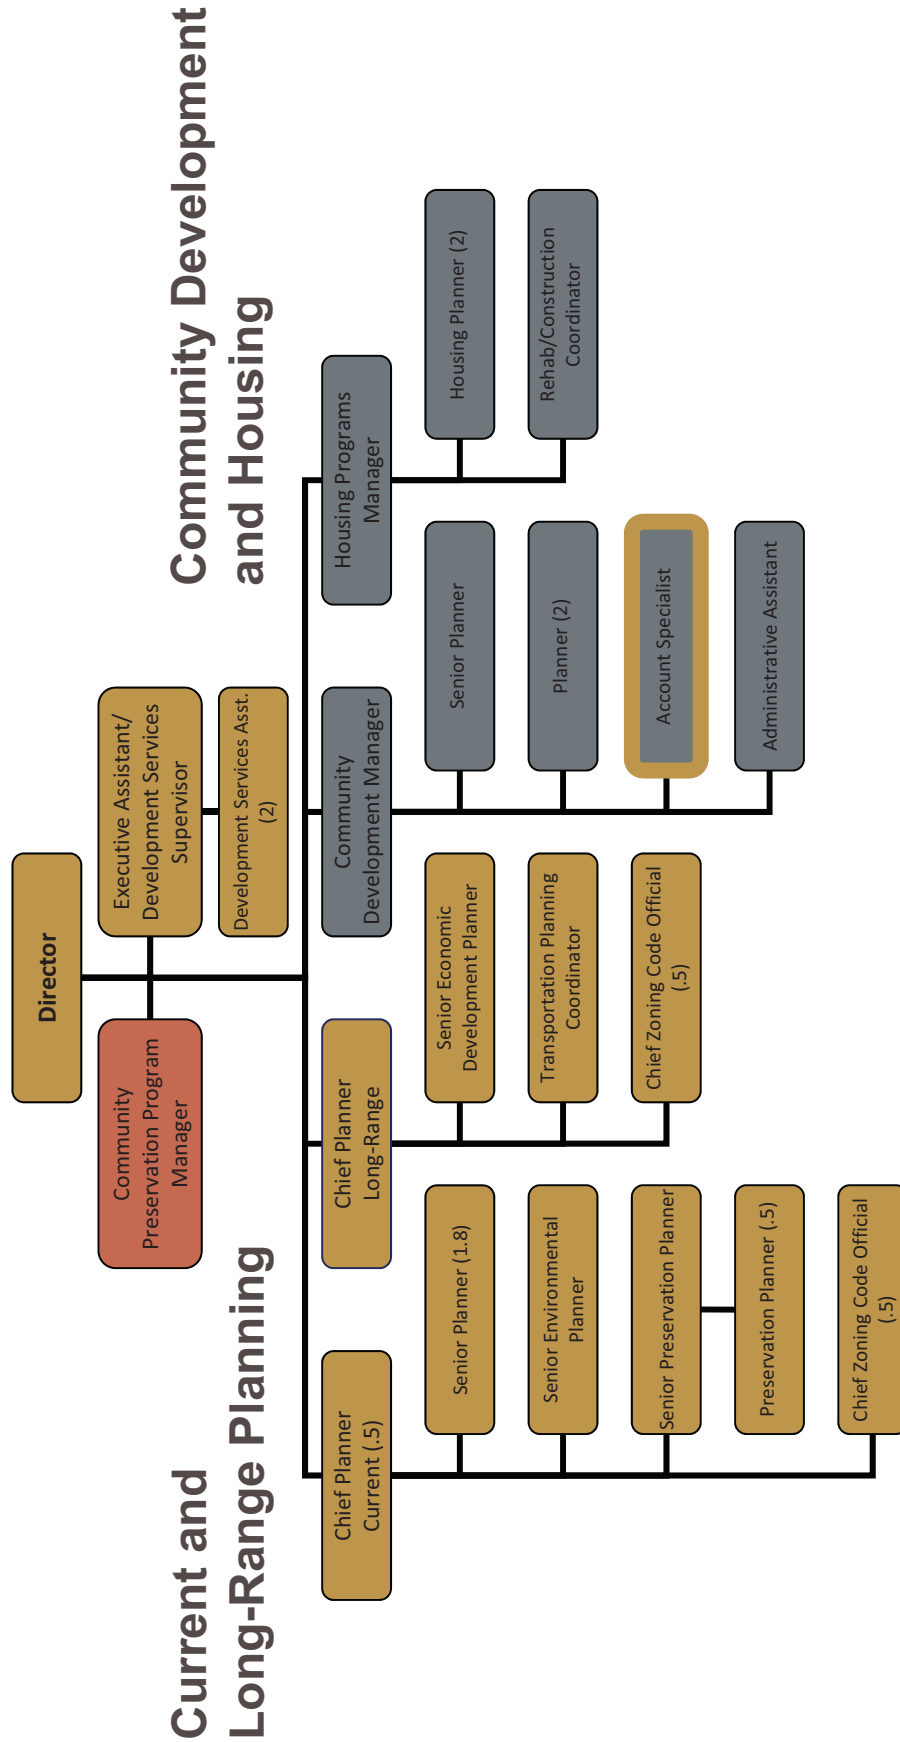 Current and
Long-Range Planning
Community Development
and Housing
Director
Community
Preservation Program
Manager
Executive Assistant/
Development Services
Supervisor
Development Services Asst.
(2)
Chief Planner
Current (.5)
Senior Planner (1.8)
Senior Environmental
Planner
Senior Preservation Planner
Preservation Planner (.5)
Chief Zoning Code Official
(.5)
Chief Planner
Long-Range
Senior Economic
Development Planner
Transportation Planning
Coordinator
Chief Zoning Code Official
(.5)
Community
Development Manager
Senior Planner
Planner (2)
Account Specialist
Administrative Assistant
Housing Programs
Manager
Housing Planner (2)
Rehab/Construction
Coordinator